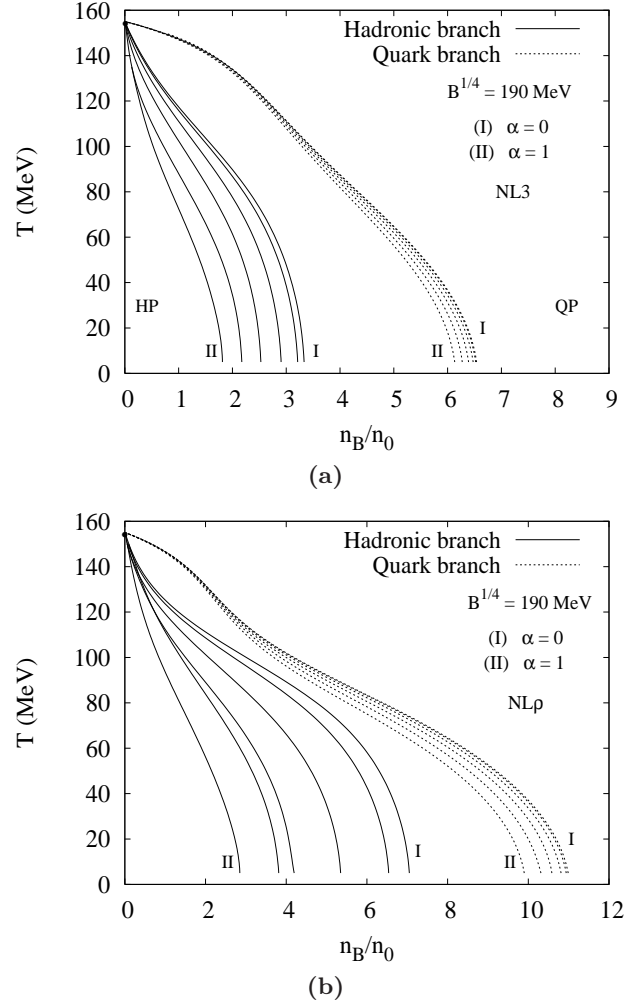 160
140
120
100
80
60
40
20
0
T (MeV)
Hadronic branch
Quark branch
B^{1/4} = 190 MeV
(I) α = 0
(II) α = 1
NL3
HP
QP
II
I
II
I
0 1 2 3 4 5 6 7 8 9
n_B/n_0
(a)
160
140
120
100
80
60
40
20
0
T (MeV)
Hadronic branch
Quark branch
B^{1/4} = 190 MeV
(I) α = 0
(II) α = 1
NLρ
II
I
II
I
0 2 4 6 8 10 12
n_B/n_0
(b)